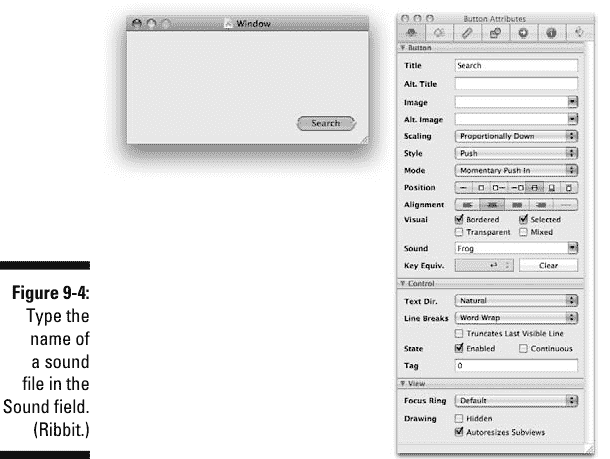 Window
Search
Button Attributes
Button
Title Search
Alt. Title
Image
Alt. Image
Scaling Proportionally Down
Style Push
Mode Momentary Push In
Position
Alignment
Visual Bordered Selected
Transparent Mixed
Sound Frog
Key Equiv. Clear
Control
Text Dir. Natural
Line Breaks Word Wrap
Truncates Last Visible Line
State Enabled Continuous
Tag 0
View
Focus Ring Default
Drawing Hidden
Autoresizes Subviews
Figure 9-4:
Type the
name of
a sound
file in the
Sound field.
(Ribbit.)